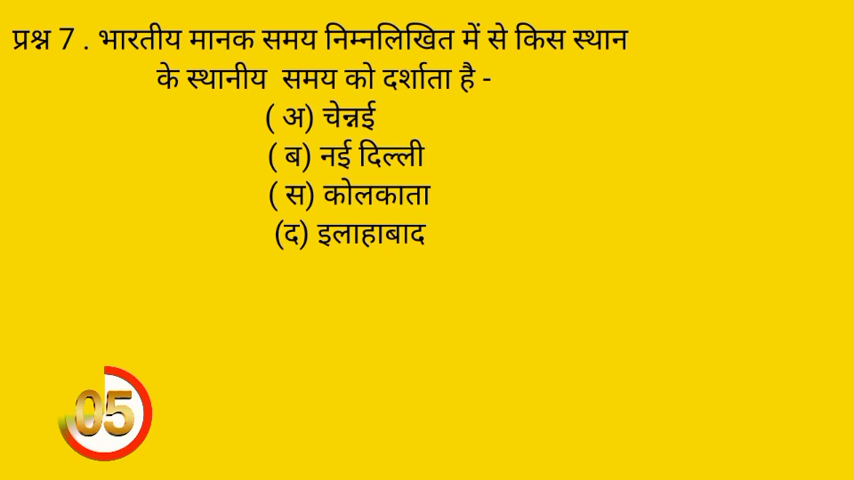 प्रश्न 7 . भारतीय मानक समय निम्नलिखित में से किस स्थान
के स्थानीय समय को दर्शाता है -
( अ) चेन्नई
( ब) नई दिल्ली
( स) कोलकाता
(द) इलाहाबाद
05